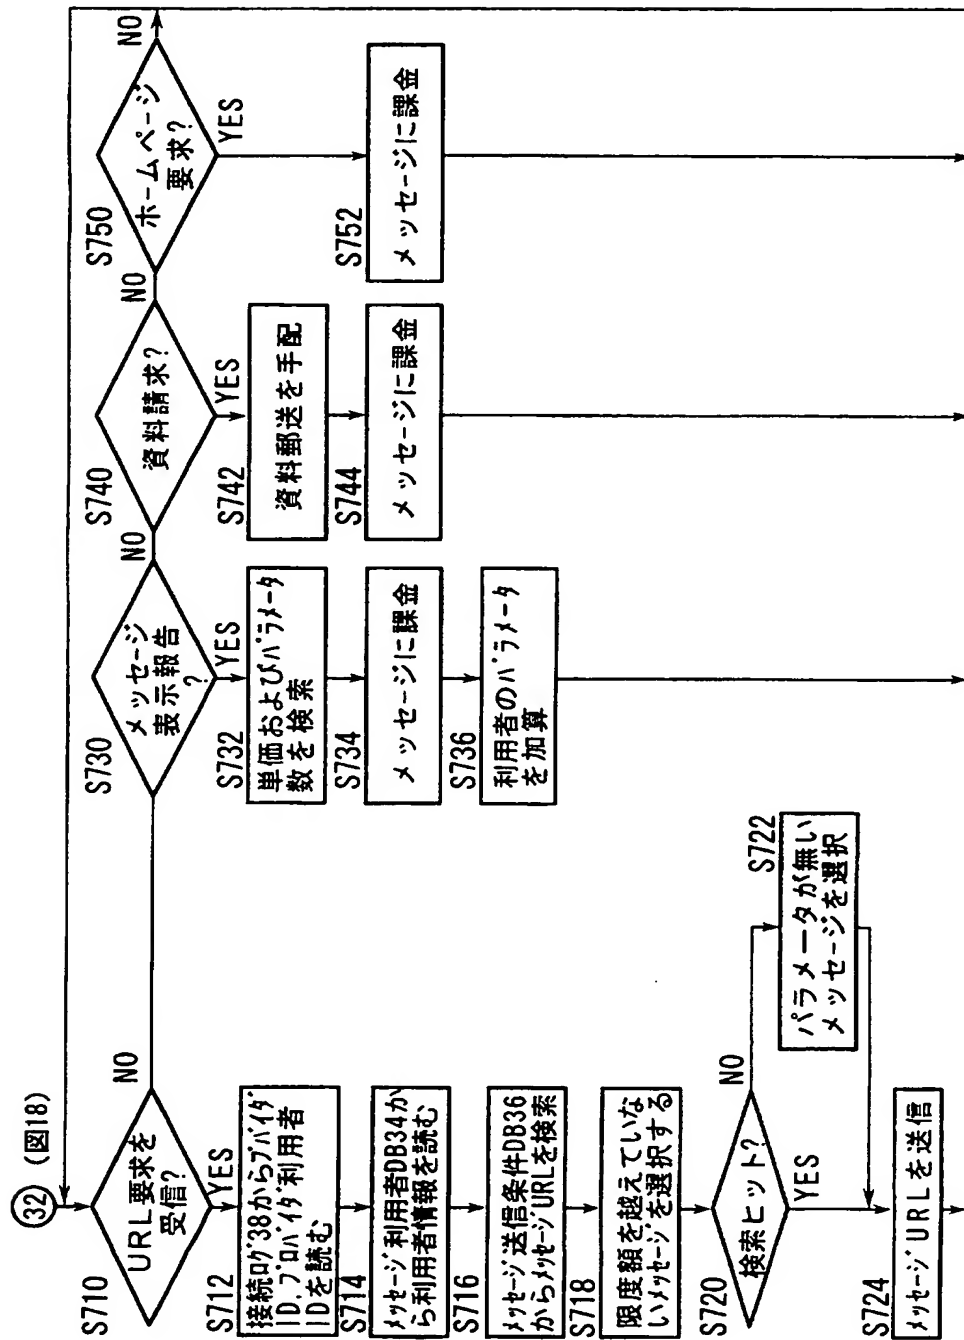 32 (図18)
S710
URL要求を
受信?
NO
YES
S712
接続ログ38からプバイダ
ID,プロバイダ利用者
IDを読む
S714
メッセージ利用者DB34か
ら利用者情報を読む
S716
メッセージ送信条件DB36
からメッセージURLを検索
S718
限度額を越えていな
いメッセージを選択する
S720
検索ヒット?
NO
YES
S722
パラメータが無い
メッセージを選択
S724
メッセージURLを送信
S730
メッセージ
表示報告
?
NO
YES
S732
単価およびパラメータ
数を検索
S734
メッセージに課金
S736
利用者のパラメータ
を加算
S740
資料請求?
NO
YES
S742
資料郵送を手配
S744
メッセージに課金
S750
ホームページ
要求?
NO
YES
S752
メッセージに課金